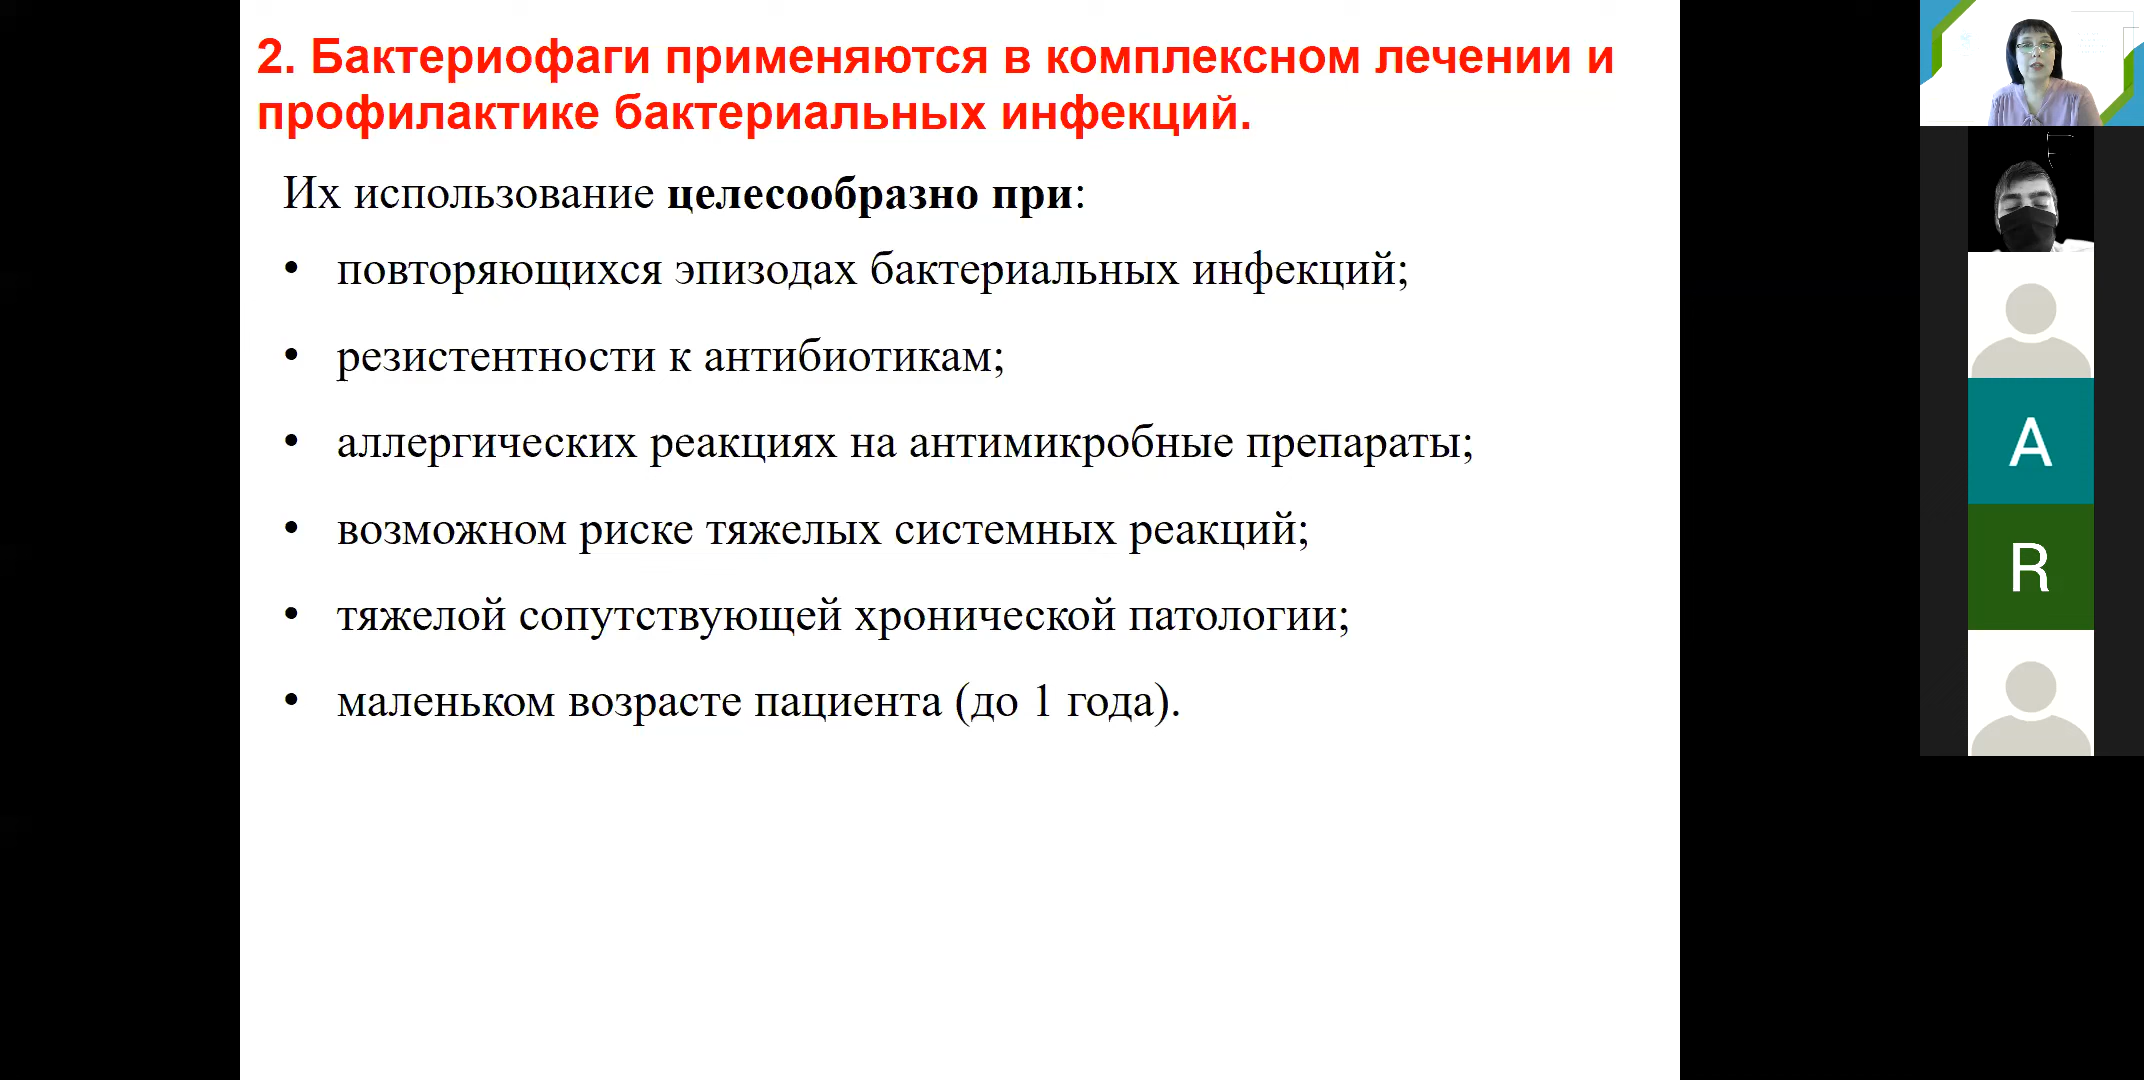 2. Бактериофаги применяются в комплексном лечении и
профилактике бактериальных инфекций.
Их использование целесообразно при:
• повторяющихся эпизодах бактериальных инфекций;
• резистентности к антибиотикам;
• аллергических реакциях на антимикробные препараты;
• возможном риске тяжелых системных реакций;
• тяжелой сопутствующей хронической патологии;
• маленьком возрасте пациента (до 1 года).
A
R